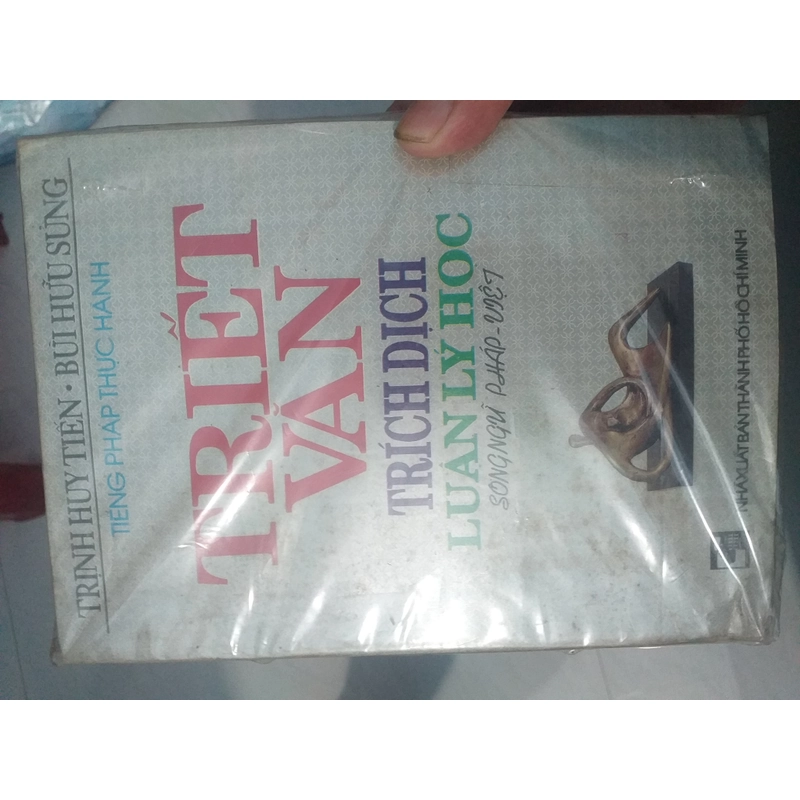 TRỊNH HUY TIẾN • BÙI HỮU SỦNG
TIẾNG PHÁP THỰC HÀNH
TRIẾT
VĂN
TRÍCH DỊCH
LUÂN LÝ HỌC
SONG NGỮ PHÁP-VIỆT
NHÀ XUẤT BẢN THÀNH PHỐ HỒ CHÍ MINH